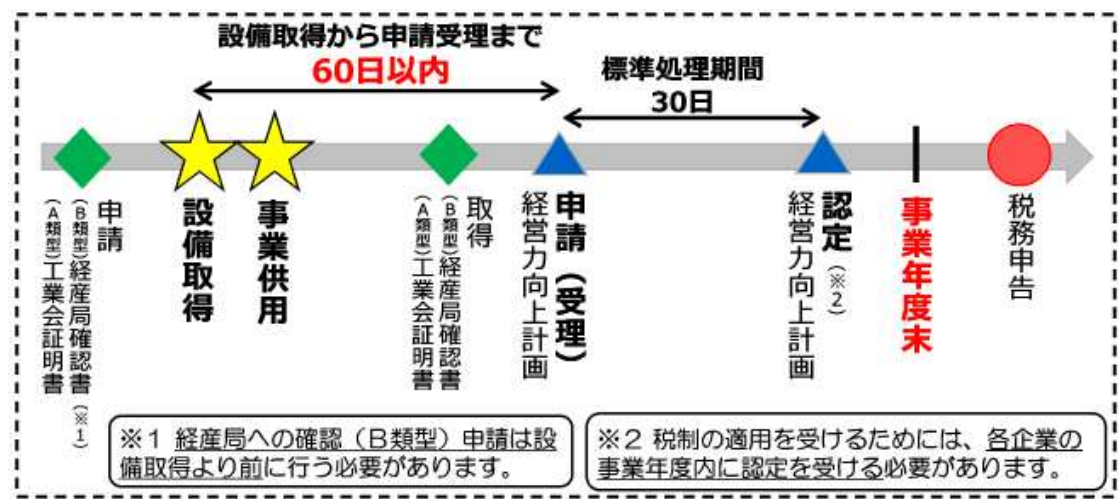 設備取得から申請受理まで
60日以内
標準処理期間
30日
申請
(B類型)経産局確認書(※1)
(A類型)工業会証明書
設備取得
事業供用
取得
(B類型)経産局確認書
(A類型)工業会証明書
申請(受理)
経営力向上計画
認定(※2)
経営力向上計画
事業年度末
税務申告
※1 経産局への確認(B類型)申請は設
備取得より前に行う必要があります。
※2 税制の適用を受けるためには、各企業の
事業年度内に認定を受ける必要があります。